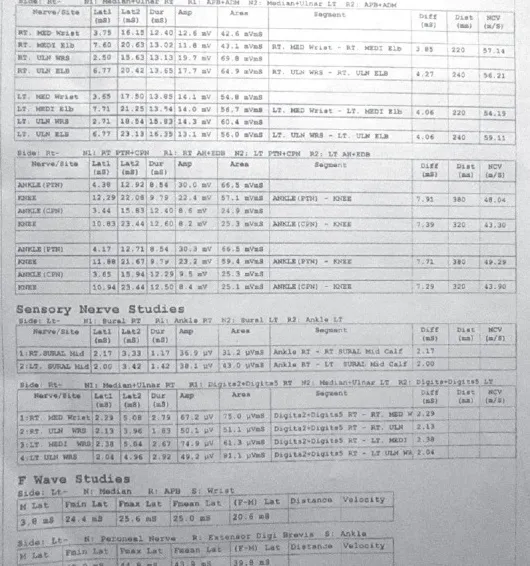 Side: Rt- N1: Median+Ulnar RT R1: APB+ADM N2: Median+Ulnar LT R2: APB+ADM
Nerve/Site Lat1 Lat2 Dur Amp Area Segment Diff Dist NCV
(mS) (mS) (mS) (mS) (mm) (m/S)
RT. MED Wrist 3.75 16.15 12.40 12.6 mV 42.6 mVmS
RT. MEDI Elb 7.60 20.63 13.02 11.8 mV 43.1 mVmS RT. MED Wrist - RT. MEDI Elb 3.85 220 57.14
RT. ULN WRS 2.50 15.63 13.13 19.7 mV 69.8 mVmS
RT. ULN ELB 6.77 20.42 13.65 17.7 mV 64.9 mVmS RT. ULN WRS - RT. ULN ELB 4.27 240 56.21
LT. MED Wrist 3.65 17.50 13.85 14.1 mV 54.8 mVmS
LT. MEDI Elb 7.71 21.25 13.54 14.0 mV 56.7 mVmS LT. MED Wrist - LT. MEDI Elb 4.06 220 54.19
LT. ULN WRS 2.71 18.54 15.83 14.3 mV 60.4 mVmS
LT. ULN ELB 6.77 23.13 16.35 13.1 mV 56.0 mVmS LT. ULN WRS - LT. ULN ELB 4.06 240 59.11
Side: Rt- N1: RT PTN+CPN R1: RT AH+EDB N2: LT PTN+CPN R2: LT AH+EDB
Nerve/Site Lat1 Lat2 Dur Amp Area Segment Diff Dist NCV
(mS) (mS) (mS) (mS) (mm) (m/S)
ANKLE(PTN) 4.38 12.92 8.54 30.0 mV 66.5 mVmS
KNEE 12.29 22.08 9.79 22.4 mV 57.1 mVmS ANKLE(PTN) - KNEE 7.91 380 48.04
ANKLE(CPN) 3.44 15.83 12.40 8.6 mV 24.9 mVmS
KNEE 10.83 23.44 12.60 8.2 mV 25.3 mVmS ANKLE(CPN) - KNEE 7.39 320 43.30
ANKLE(PTN) 4.17 12.71 8.54 30.3 mV 66.5 mVmS
KNEE 11.88 21.67 9.79 23.2 mV 59.4 mVmS ANKLE(PTN) - KNEE 7.71 380 49.29
ANKLE(CPN) 3.65 15.94 12.29 9.5 mV 25.3 mVmS
KNEE 10.94 23.44 12.50 8.4 mV 25.1 mVmS ANKLE(CPN) - KNEE 7.29 320 43.90
Sensory Nerve Studies
Side: Lt- N1: Sural RT R1: Ankle RT N2: Sural LT R2: Ankle LT
Nerve/Site Lat1 Lat2 Dur Amp Area Segment Diff Dist NCV
(mS) (mS) (mS) (mS) (mm) (m/S)
1:RT.SURAL Mid 2.17 3.33 1.17 36.9 µV 31.2 µVmS Ankle RT - RT SURAL Mid Calf 2.17
2:LT. SURAL Mid 2.00 3.42 1.42 38.1 µV 43.0 µVmS Ankle RT - LT SURAL Mid Calf 2.00
Side: Rt- N1: Median+Ulnar RT R1: Digits2+Digits5 RT N2: Median+Ulnar LT R2: Digits+Digits5 LT
Nerve/Site Lat1 Lat2 Dur Amp Area Segment Diff Dist NCV
(mS) (mS) (mS) (mS) (mm) (m/S)
1:RT. MED Wrist 2.29 5.08 2.79 67.2 µV 75.0 µVmS Digits2+Digits5 RT - RT. MED W 2.29
2:RT. ULN WRS 2.13 3.96 1.83 50.1 µV 51.1 µVmS Digits2+Digits5 RT - RT. ULN 2.13
3:LT MEDI WRS 2.38 5.04 2.67 74.9 µV 61.3 µVmS Digits2+Digits5 RT - LT. MEDI 2.38
4:LT ULN WRS 2.04 4.96 2.92 49.2 µV Digits2+Digits5 RT - LT ULN WR 2.04
F Wave Studies
Side: Lt- N: Median R: APB S: Wrist
M Lat Fmin Lat Fmax Lat Fmean Lat (F-M) Lat Distance Velocity
3.8 mS 24.4 mS 25.6 mS 25.0 mS 20.6 mS
Side: Lt- N: Peroneal Nerve R: Extensor Digi Brevis S: Ankle
M Lat Fmin Lat Fmax Lat Fmean Lat (F-M) Lat Distance Velocity
39.8 mS